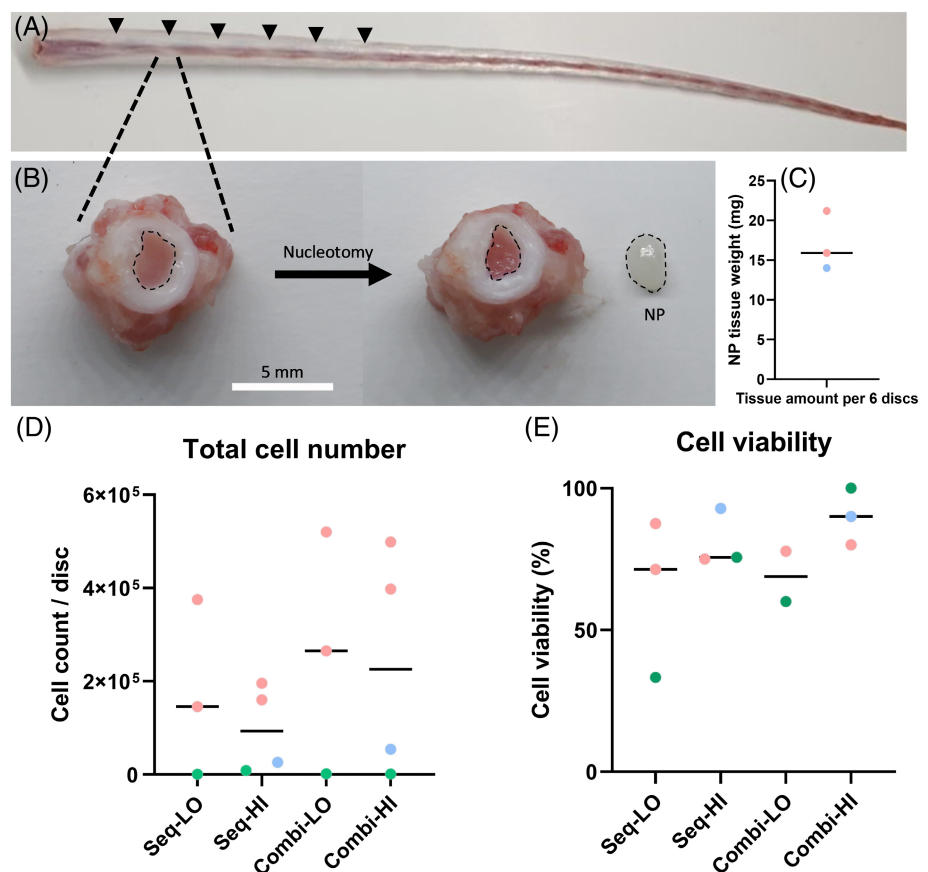 (A)
(B)
Nucleotomy
NP
5 mm
(C)
NP tissue weight (mg)
25
20
15
10
5
0
Tissue amount per 6 discs
(D)
Total cell number
Cell count / disc
6×10⁵
4×10⁵
2×10⁵
0
Seq-LO
Seq-HI
Combi-LO
Combi-HI
(E)
Cell viability
Cell viability (%)
100
50
0
Seq-LO
Seq-HI
Combi-LO
Combi-HI